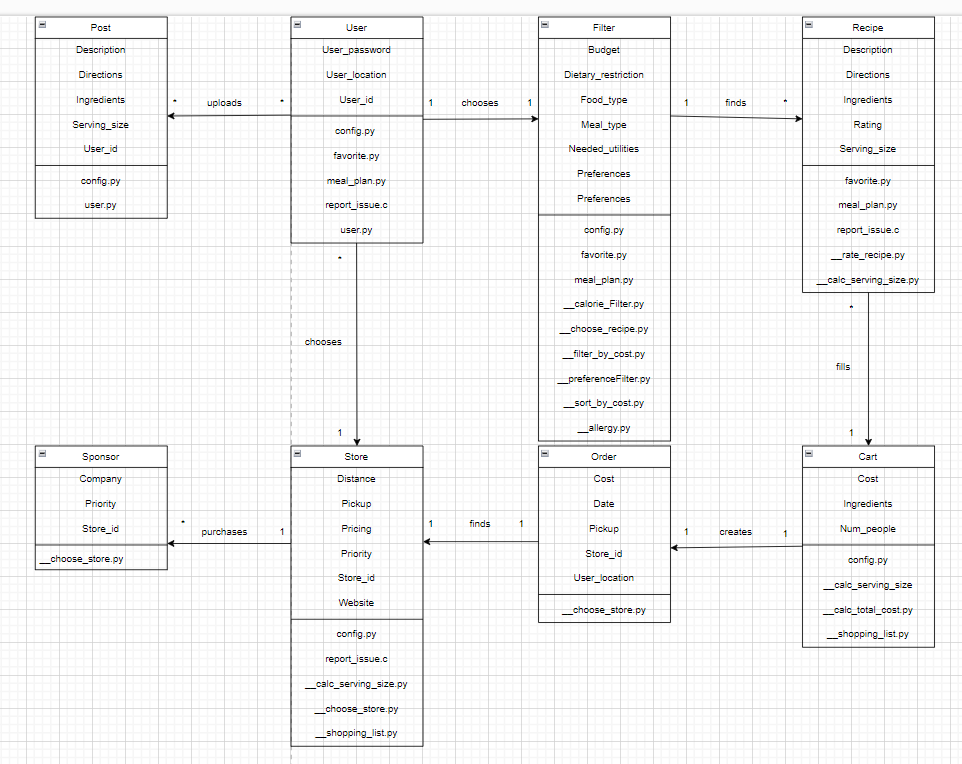 Post
Description
Directions
Ingredients
Serving_size
User_id
config.py
user.py
* uploads *
User
User_password
User_location
User_id
config.py
favorite.py
meal_plan.py
report_issue.c
user.py
1 chooses 1
Filter
Budget
Dietary_restriction
Food_type
Meal_type
Needed_utilities
Preferences
Preferences
config.py
favorite.py
meal_plan.py
__calorie_Filter.py
__choose_recipe.py
__filter_by_cost.py
__preferenceFilter.py
__sort_by_cost.py
__allergy.py
1 finds *
Recipe
Description
Directions
Ingredients
Rating
Serving_size
favorite.py
meal_plan.py
report_issue.c
__rate_recipe.py
__calc_serving_size.py
*
chooses
1
*
fills
1
Sponsor
Company
Priority
Store_id
__choose_store.py
* purchases 1
Store
Distance
Pickup
Pricing
Priority
Store_id
Website
config.py
report_issue.c
__calc_serving_size.py
__choose_store.py
__shopping_list.py
1 finds 1
Order
Cost
Date
Pickup
Store_id
User_location
__choose_store.py
1 creates 1
Cart
Cost
Ingredients
Num_people
config.py
__calc_serving_size
__calc_total_cost.py
__shopping_list.py